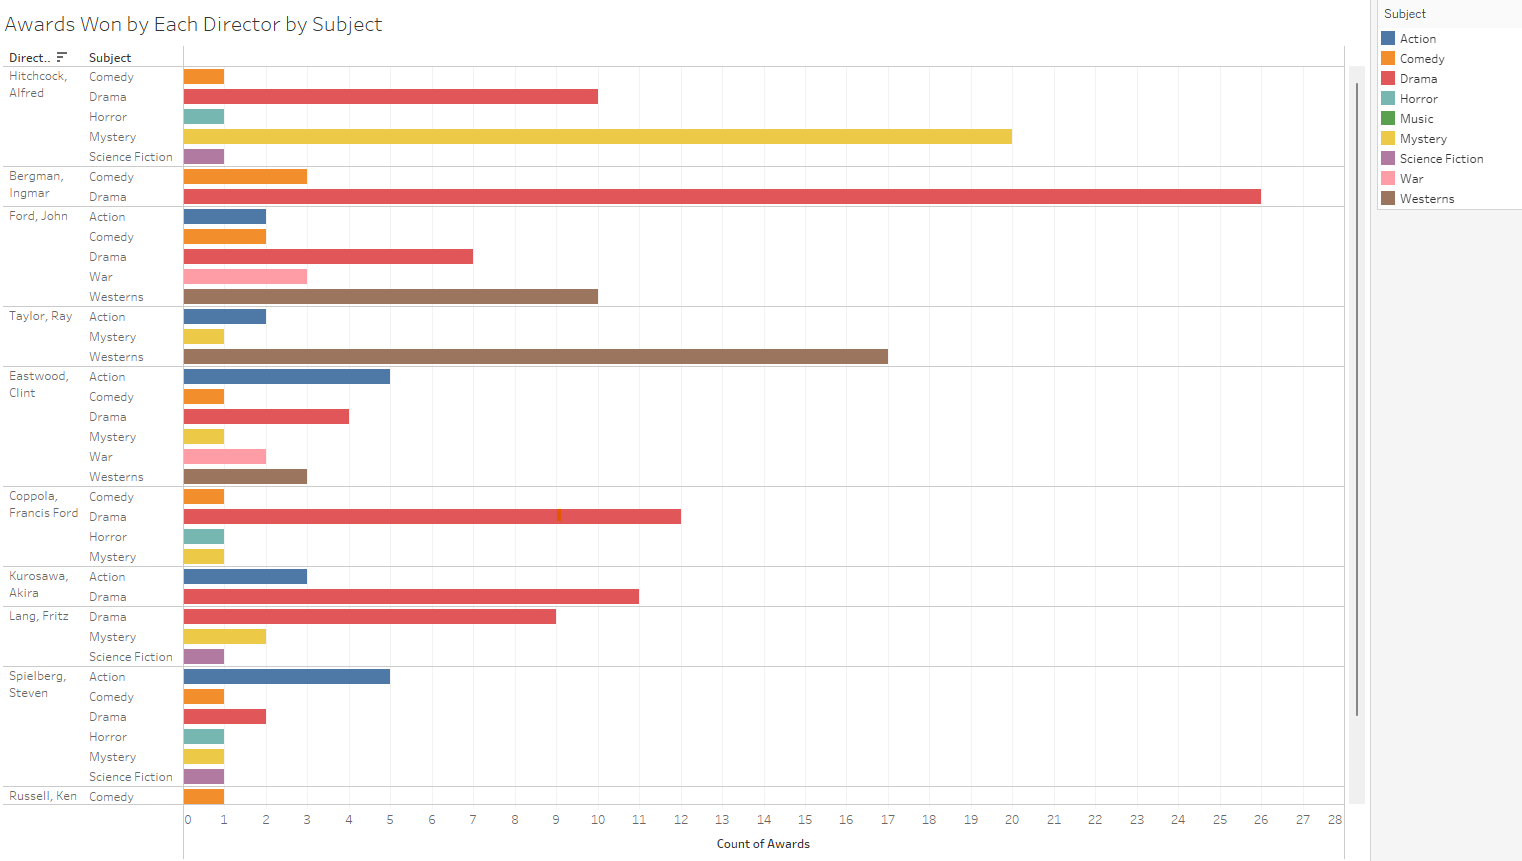 Awards Won by Each Director by Subject
Direct.. Subject
Hitchcock, Comedy
Alfred
Drama
Horror
Mystery
Science Fiction
Bergman, Comedy
Ingmar Drama
Ford, John Action
Comedy
Drama
War
Westerns
Taylor, Ray Action
Mystery
Westerns
Eastwood, Action
Clint
Comedy
Drama
Mystery
War
Westerns
Coppola, Comedy
Francis Ford Drama
Horror
Mystery
Kurosawa, Action
Akira Drama
Lang, Fritz Drama
Mystery
Science Fiction
Spielberg, Action
Steven Comedy
Drama
Horror
Mystery
Science Fiction
Russell, Ken Comedy
0 1 2 3 4 5 6 7 8 9 10 11 12 13 14 15 16 17 18 19 20 21 22 23 24 25 26 27 28
Count of Awards
Subject
Action
Comedy
Drama
Horror
Music
Mystery
Science Fiction
War
Westerns